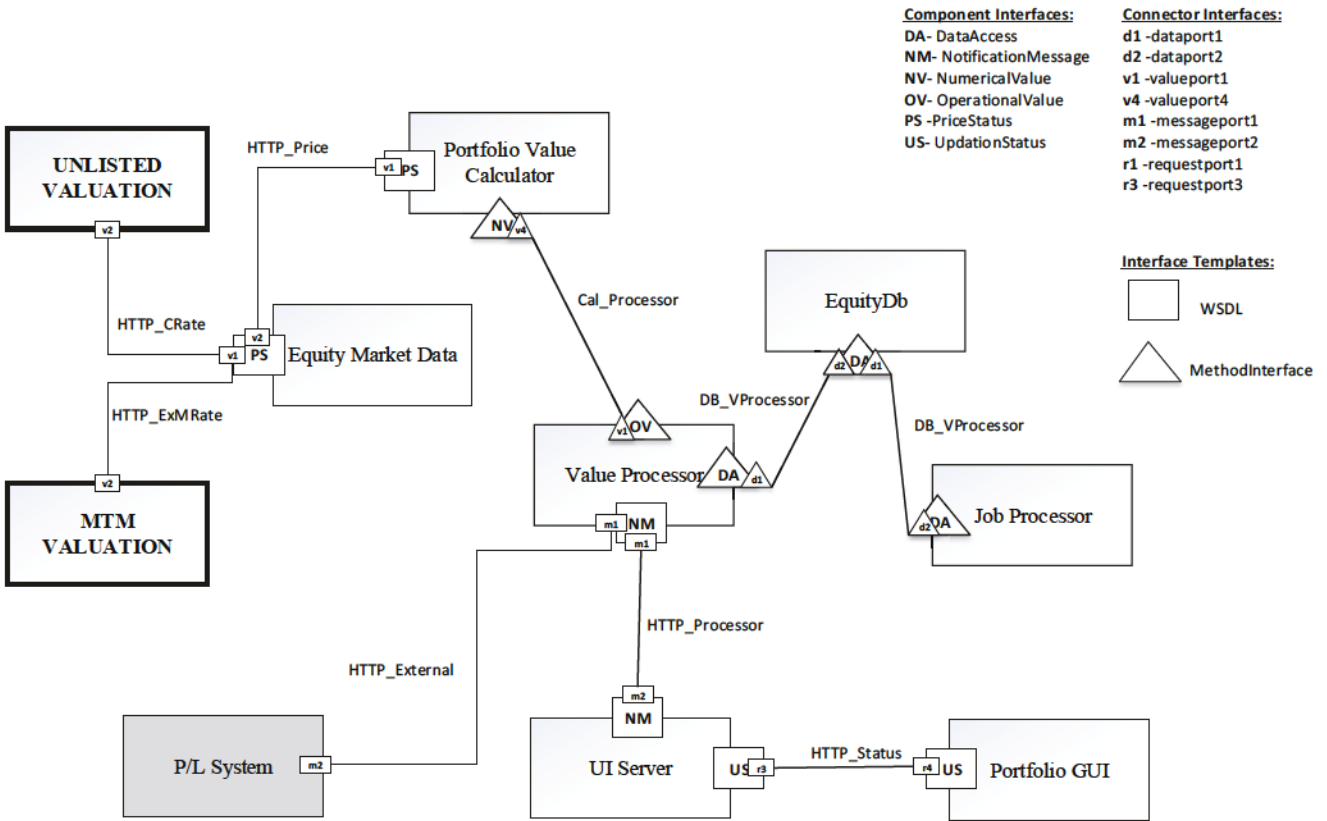 Component Interfaces:
DA- DataAccess
NM- NotificationMessage
NV- NumericalValue
OV- OperationalValue
PS -PriceStatus
US- UpdationStatus
Connector Interfaces:
d1 -dataport1
d2 -dataport2
v1 -valueport1
v4 -valueport4
m1 -messageport1
m2 -messageport2
r1 -requestport1
r3 -requestport3
Interface Templates:
WSDL
MethodInterface
UNLISTED
VALUATION
v2
HTTP_Price
v1
PS
Portfolio Value
Calculator
NV
v4
Cal_Processor
HTTP_CRate
v2
v1
PS
Equity Market Data
HTTP_ExMRate
v2
MTM
VALUATION
EquityDb
d2
DA
d1
DB_VProcessor
DB_VProcessor
v1
OV
Value Processor
DA
d1
m1
NM
m1
d2
DA
Job Processor
HTTP_Processor
HTTP_External
P/L System
m2
m2
NM
UI Server
US
r3
HTTP_Status
r4
US
Portfolio GUI